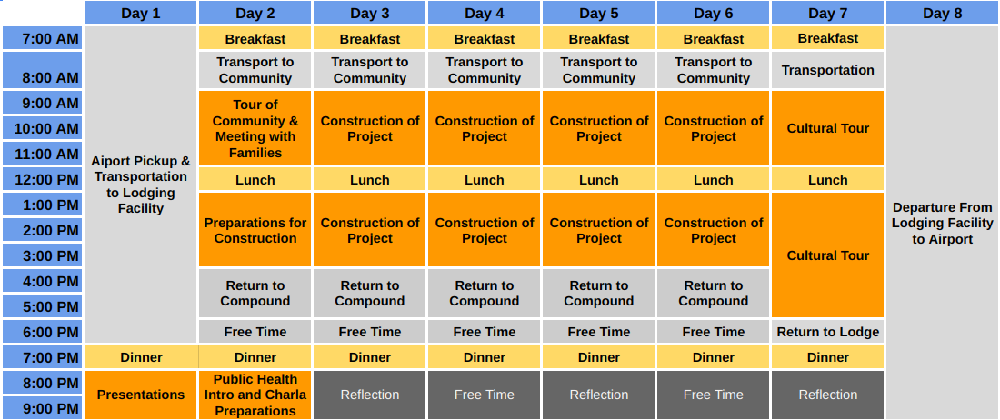 Day 1 Day 2 Day 3 Day 4 Day 5 Day 6 Day 7 Day 8
7:00 AM
8:00 AM
9:00 AM
10:00 AM
11:00 AM
12:00 PM
1:00 PM
2:00 PM
3:00 PM
4:00 PM
5:00 PM
6:00 PM
7:00 PM
8:00 PM
9:00 PM
Aiport Pickup &
Transportation
to Lodging
Facility
Dinner
Presentations
Breakfast
Transport to
Community
Tour of
Community &
Meeting with
Families
Lunch
Preparations for
Construction
Return to
Compound
Free Time
Dinner
Public Health
Intro and Charla
Preparations
Breakfast
Transport to
Community
Construction of
Project
Lunch
Construction of
Project
Return to
Compound
Free Time
Dinner
Reflection
Breakfast
Transport to
Community
Construction of
Project
Lunch
Construction of
Project
Return to
Compound
Free Time
Dinner
Free Time
Breakfast
Transport to
Community
Construction of
Project
Lunch
Construction of
Project
Return to
Compound
Free Time
Dinner
Reflection
Breakfast
Transport to
Community
Construction of
Project
Lunch
Construction of
Project
Return to
Compound
Free Time
Dinner
Free Time
Breakfast
Transportation
Cultural Tour
Lunch
Cultural Tour
Return to Lodge
Dinner
Reflection
Departure From
Lodging Facility
to Airport